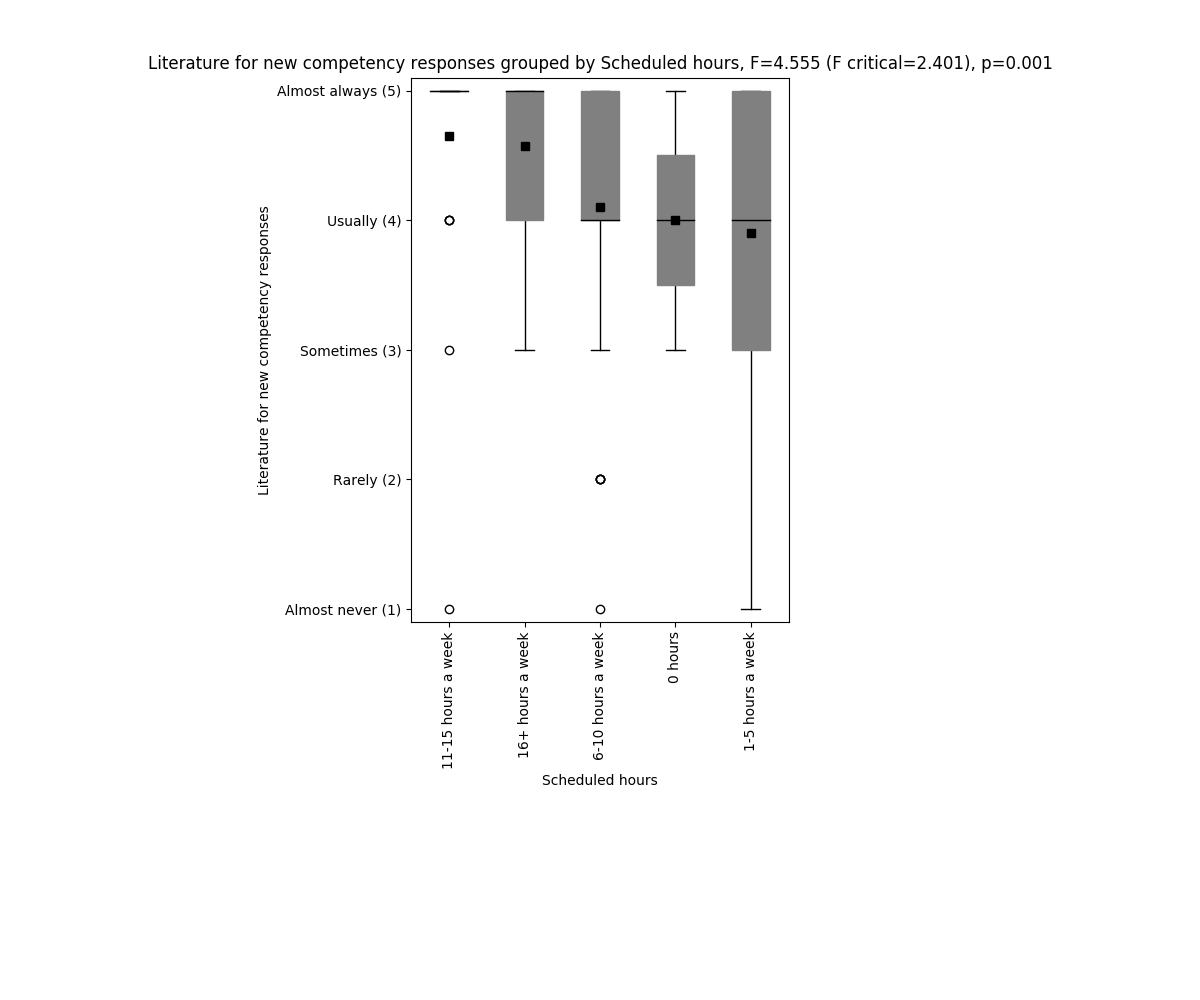 Literature for new competency responses grouped by Scheduled hours, F=4.555 (F critical=2.401), p=0.001
Literature for new competency responses
Almost always (5)
Usually (4)
Sometimes (3)
Rarely (2)
Almost never (1)
11-15 hours a week
16+ hours a week
6-10 hours a week
0 hours
1-5 hours a week
Scheduled hours